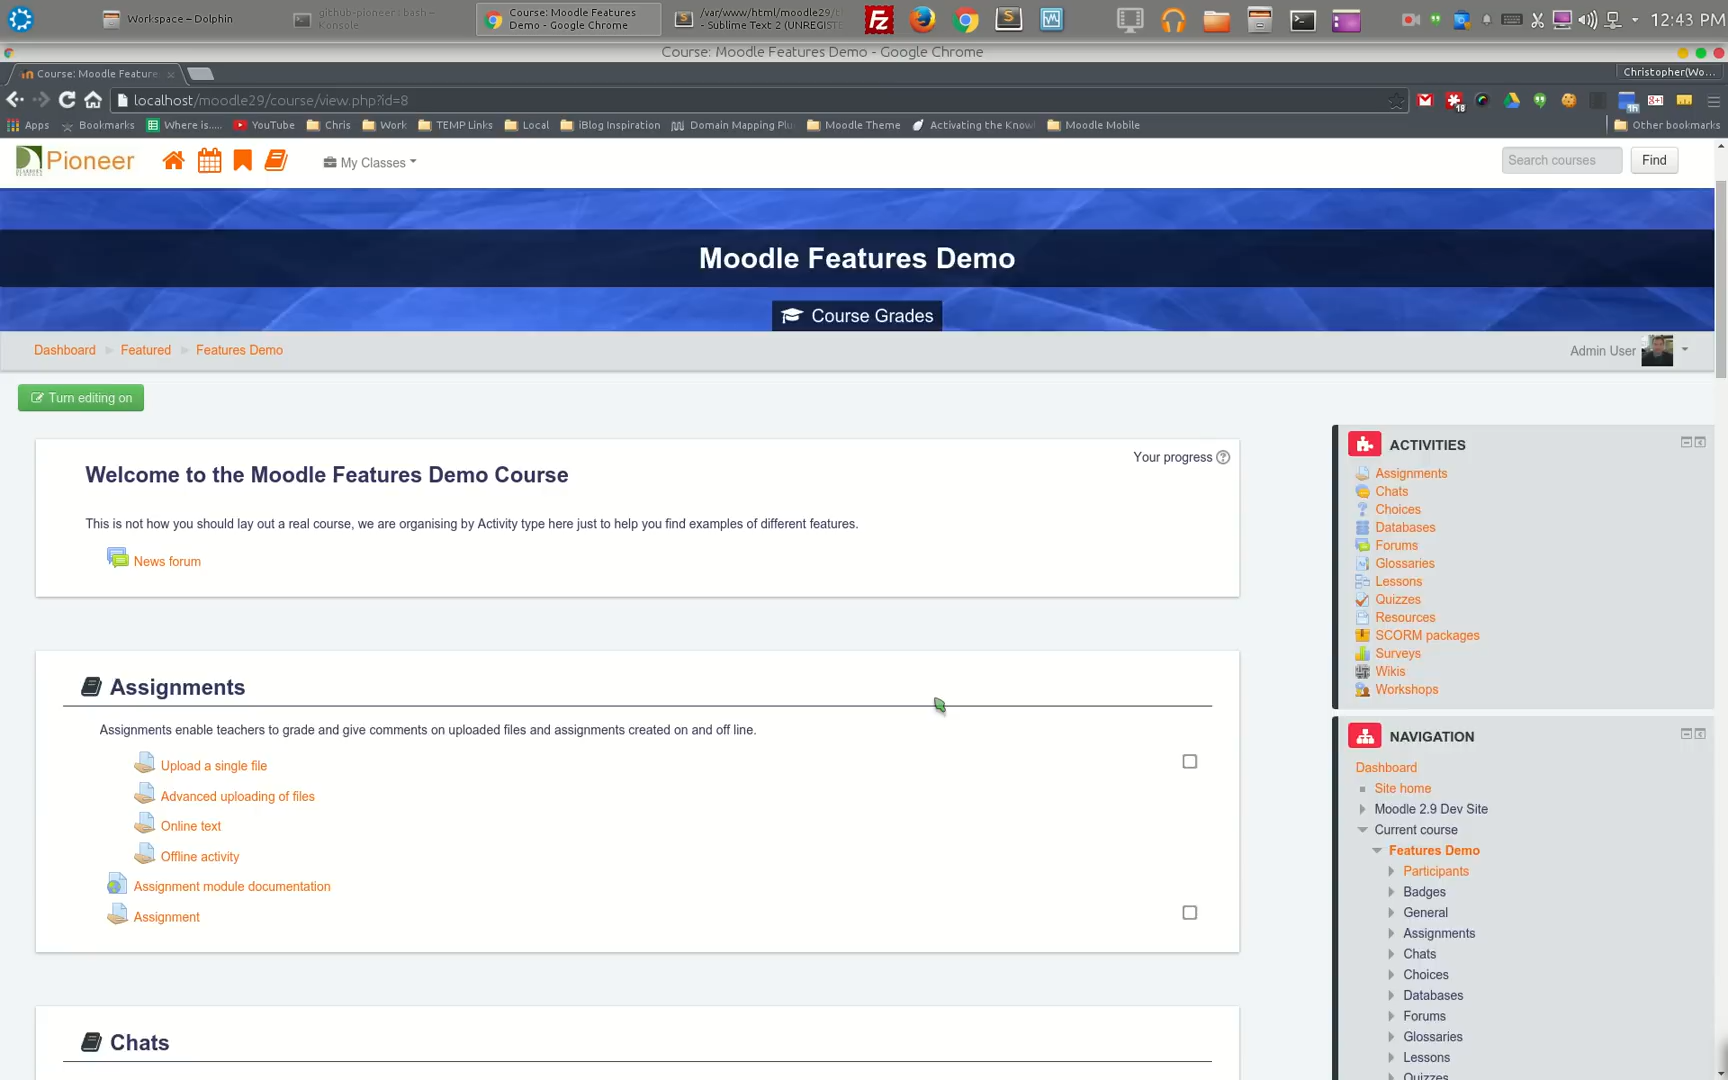 Workspace – Dolphin
github-pioneer : bash – Konsole
Course: Moodle Features Demo - Google Chrome
/var/www/html/moodle29/t
- Sublime Text 2 (UNREGIST
12:43 PM
Course: Moodle Features Demo - Google Chrome
Course: Moodle Feature
Christopher(Wo...
localhost/moodle29/course/view.php?id=8
18
1h
Apps
Bookmarks
Where is.....
YouTube
Chris
Work
TEMP Links
Local
iBlog Inspiration
Domain Mapping Plu
Moodle Theme
Activating the Know
Moodle Mobile
Other bookmarks
Pioneer
My Classes
Search courses
Find
Moodle Features Demo
Course Grades
Dashboard
Featured
Features Demo
Admin User
Turn editing on
Your progress
Welcome to the Moodle Features Demo Course
This is not how you should lay out a real course, we are organising by Activity type here just to help you find examples of different features.
News forum
Assignments
Assignments enable teachers to grade and give comments on uploaded files and assignments created on and off line.
Upload a single file
Advanced uploading of files
Online text
Offline activity
Assignment module documentation
Assignment
Chats
ACTIVITIES
Assignments
Chats
Choices
Databases
Forums
Glossaries
Lessons
Quizzes
Resources
SCORM packages
Surveys
Wikis
Workshops
NAVIGATION
Dashboard
Site home
Moodle 2.9 Dev Site
Current course
Features Demo
Participants
Badges
General
Assignments
Chats
Choices
Databases
Forums
Glossaries
Lessons
Quizzes